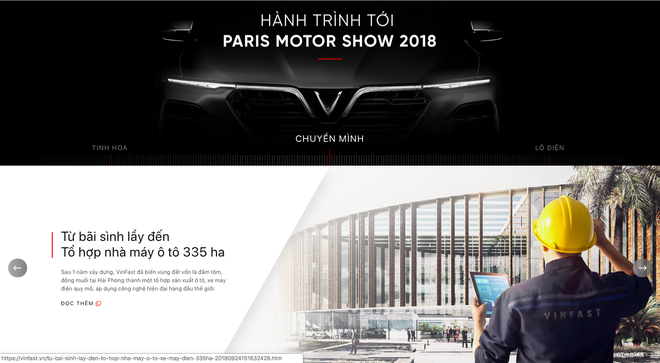 HÀNH TRÌNH TỚI
PARIS MOTOR SHOW 2018
CHUYỂN MÌNH
TINH HOA
LỘ DIỆN
Từ bãi sình lầy đến
Tổ hợp nhà máy ô tô 335 ha
Sau 1 năm xây dựng, VinFast đã biến vùng đất vốn là đầm tôm,
đồng muối tại Hải Phòng thành một tổ hợp sản xuất ô tô, xe máy
điện quy mô, áp dụng công nghệ hiện đại hàng đầu thế giới.
ĐỌC THÊM
VINFAST
https://vinfast.vn/tu-bai-sinh-lay-den-to-hop-nha-may-o-to-xe-may-dien-335ha-20180924151632426.htm